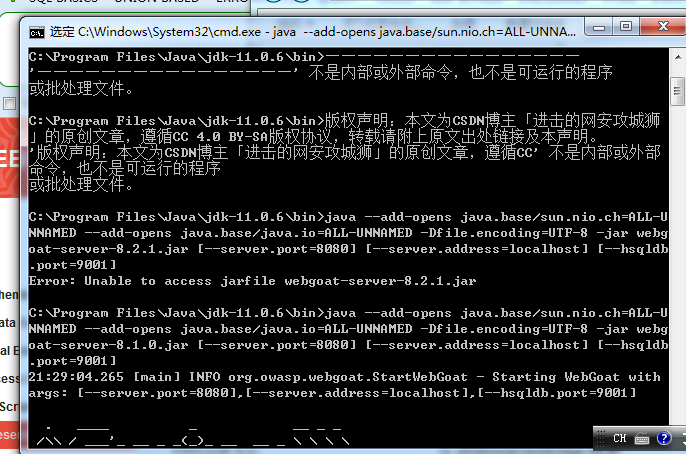 SQL BASICS UNION-BASED ERRO
选定 C:\Windows\System32\cmd.exe - java --add-opens java.base/sun.nio.ch=ALL-UNNA...
C:\Program Files\Java\jdk-11.0.6\bin>————————————————
'————————————————' 不是内部或外部命令，也不是可运行的程序
或批处理文件。
C:\Program Files\Java\jdk-11.0.6\bin>版权声明：本文为CSDN博主「进击的网安攻城狮
」的原创文章，遵循CC 4.0 BY-SA版权协议，转载请附上原文出处链接及本声明。
'版权声明：本文为CSDN博主「进击的网安攻城狮」的原创文章，遵循CC' 不是内部或外部
命令，也不是可运行的程序
或批处理文件。
C:\Program Files\Java\jdk-11.0.6\bin>java --add-opens java.base/sun.nio.ch=ALL-U
NNAMED --add-opens java.base/java.io=ALL-UNNAMED -Dfile.encoding=UTF-8 -jar webg
oat-server-8.2.1.jar [--server.port=8080] [--server.address=localhost] [--hsqldb
.port=9001]
Error: Unable to access jarfile webgoat-server-8.2.1.jar
C:\Program Files\Java\jdk-11.0.6\bin>java --add-opens java.base/sun.nio.ch=ALL-U
NNAMED --add-opens java.base/java.io=ALL-UNNAMED -Dfile.encoding=UTF-8 -jar webg
oat-server-8.1.0.jar [--server.port=8080] [--server.address=localhost] [--hsqldb
.port=9001]
21:29:04.265 [main] INFO org.owasp.webgoat.StartWebGoat - Starting WebGoat with
args: [--server.port=8080],[--server.address=localhost],[--hsqldb.port=9001]
CH